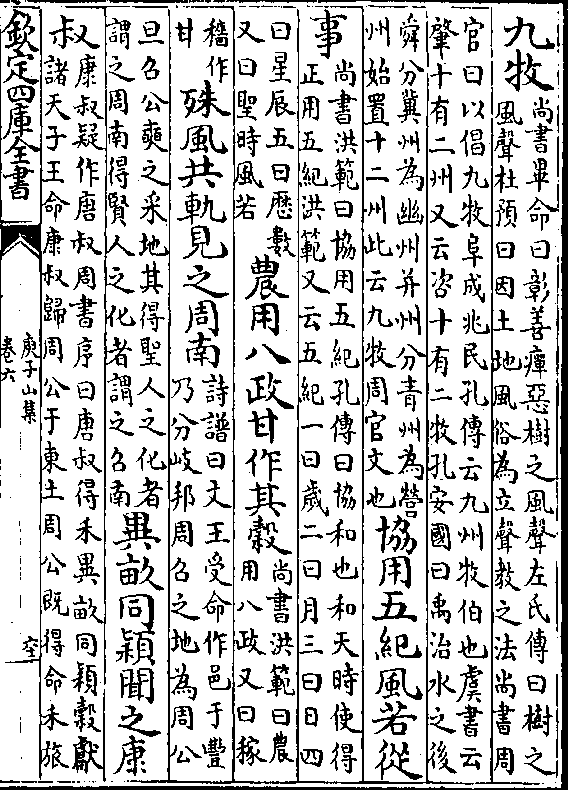 九牧尚書畢命曰彰善癉惡樹之風聲左氏傳曰樹之
風聲杜預曰因土地風俗為立聲教之法尚書周
官曰以倡九牧阜成兆民孔傳云九州牧伯也虞書云
肇十有二州又云咨十有二牧孔安國曰禹治水之後
舜分冀州為幽州并州分青州為營
州始置十二州此云九牧周官文也
協用五紀風若從
事尚書洪範曰協用五紀孔傳曰協和也和天時使得
正用五紀洪範又云五紀一曰歲二曰月三曰日四
曰星辰五曰歷數
又曰聖時風若
農用八政甘作其穀尚書洪範曰農
用八政又曰稼
穡作
甘
殊風共軌見之周南詩譜曰文王受命作邑于豐
乃分岐邦周召之地為周公
旦召公奭之采地其得聖人之化者
謂之周南得賢人之化者謂之召南
異畝同穎聞之康
叔康叔疑作唐叔周書序曰唐叔得禾異畝同穎穀獻
諸天子王命康叔歸周公于東土周公既得命禾旅
欽定四庫全書
庾子山集
卷六